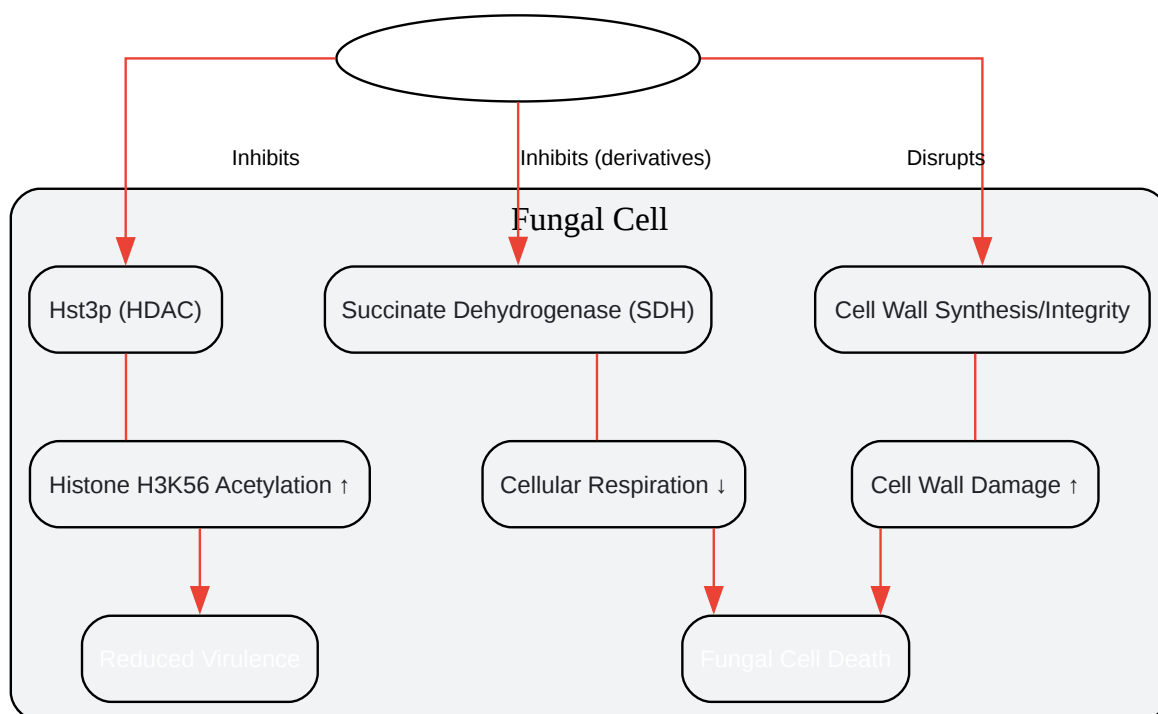 Inhibits
Inhibits (derivatives)
Disrupts
Fungal Cell
Hst3p (HDAC)
Succinate Dehydrogenase (SDH)
Cell Wall Synthesis/Integrity
Histone H3K56 Acetylation ↑
Cellular Respiration ↓
Cell Wall Damage ↑
Reduced Virulence
Fungal Cell Death